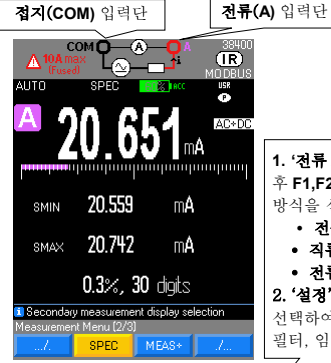 접지(COM) 입력단
전류(A) 입력단
COM A A
10A max
(Fused)
i
38400
IR
MODBUS
AUTO SPEC ACC USR
P
A
AC+DC
20.651 mA
SMIN 20.559 mA
SMAX 20.742 mA
0.3%, 30 digits
Secondary measurement display selection
Measurement Menu [2/3]
.../. SPEC MEAS+ ./...
1. ‘전류
후 F1,F2
방식을
• 전
• 직류
• 전류
2. ‘설정’
선택하여
필터, 임